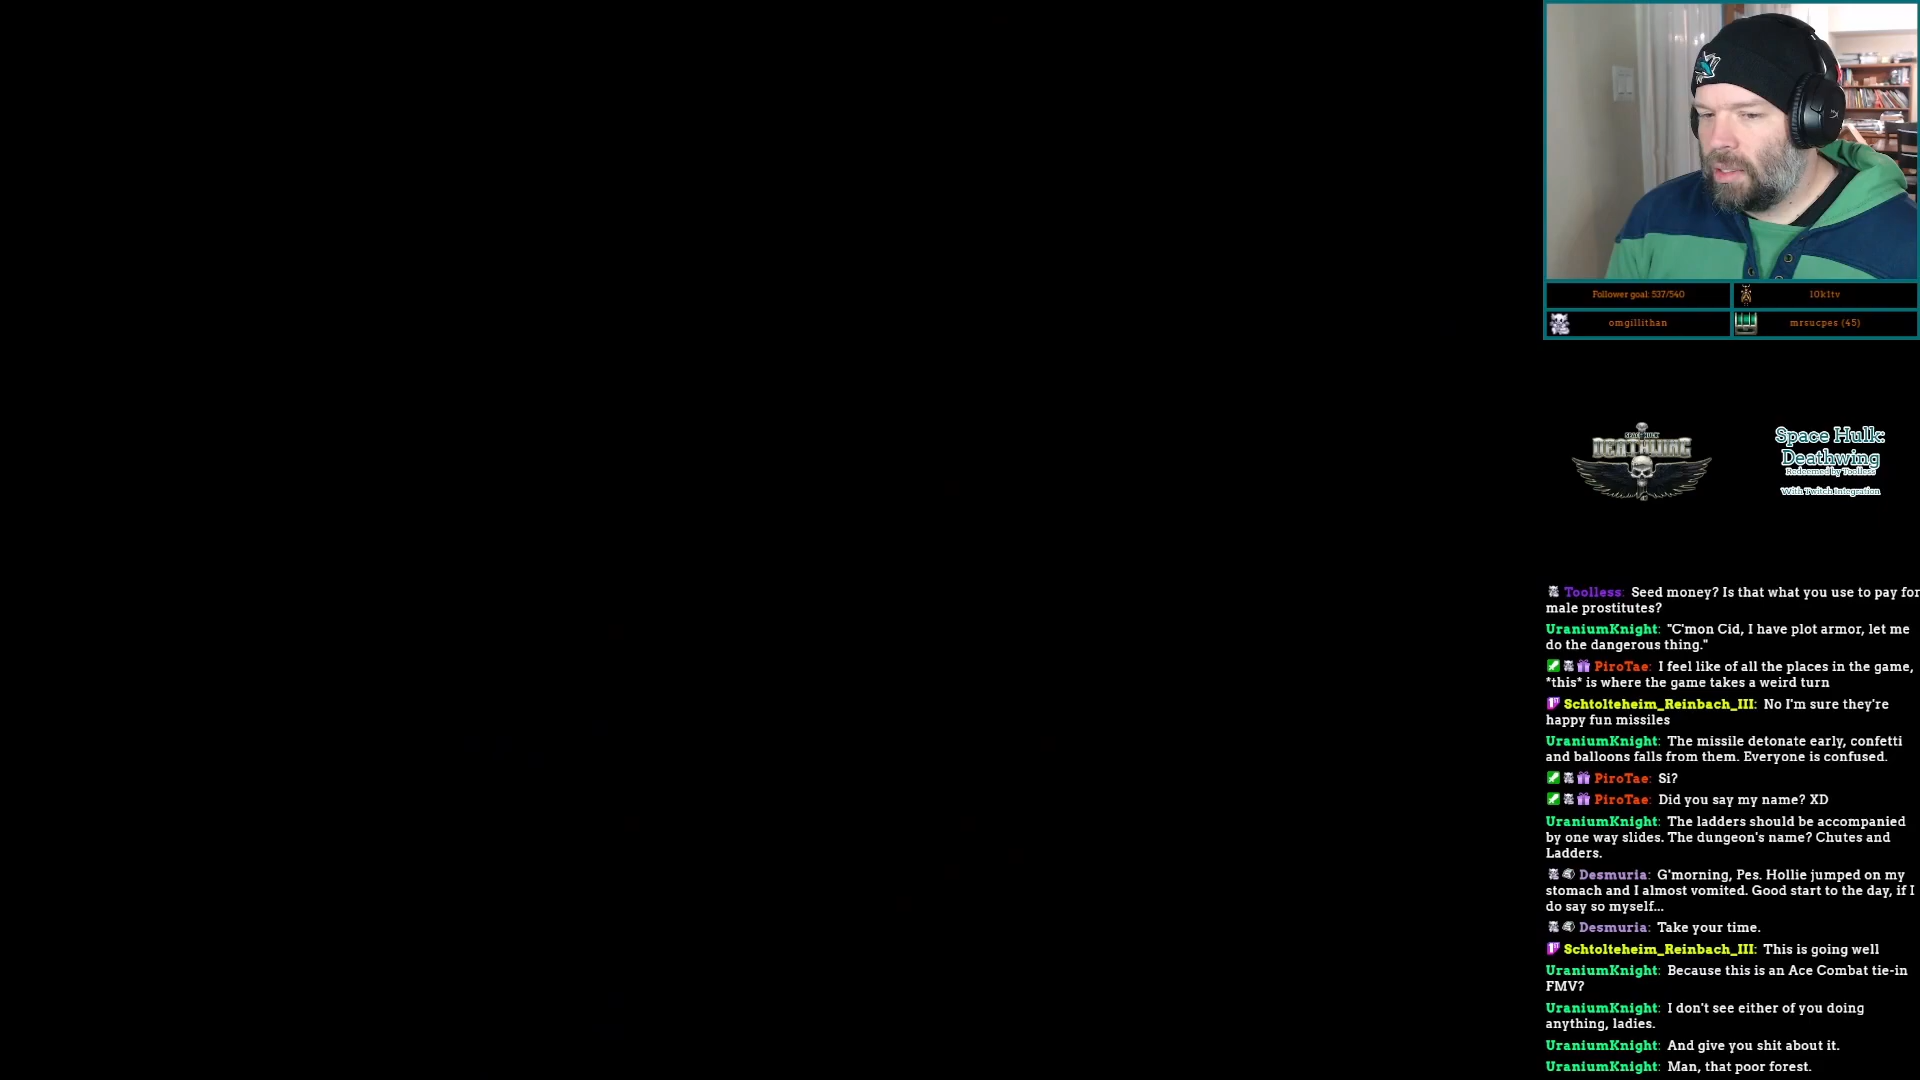 Follower goal: 537/540
10k1tv
omgillithan
mrsucpes (45)
SPACE HULK
DEATHWING
Space Hulk:
Deathwing
Redeemed by Toolless
With Twitch Integration
Toolless: Seed money? Is that what you use to pay for
male prostitutes?
UraniumKnight: "C'mon Cid, I have plot armor, let me
do the dangerous thing."
PiroTae: I feel like of all the places in the game,
*this* is where the game takes a weird turn
Schtolteheim_Reinbach_III: No I'm sure they're
happy fun missiles
UraniumKnight: The missile detonate early, confetti
and balloons falls from them. Everyone is confused.
PiroTae: Si?
PiroTae: Did you say my name? XD
UraniumKnight: The ladders should be accompanied
by one way slides. The dungeon's name? Chutes and
Ladders.
Desmuria: G'morning, Pes. Hollie jumped on my
stomach and I almost vomited. Good start to the day, if I
do say so myself...
Desmuria: Take your time.
Schtolteheim_Reinbach_III: This is going well
UraniumKnight: Because this is an Ace Combat tie-in
FMV?
UraniumKnight: I don't see either of you doing
anything, ladies.
UraniumKnight: And give you shit about it.
UraniumKnight: Man, that poor forest.